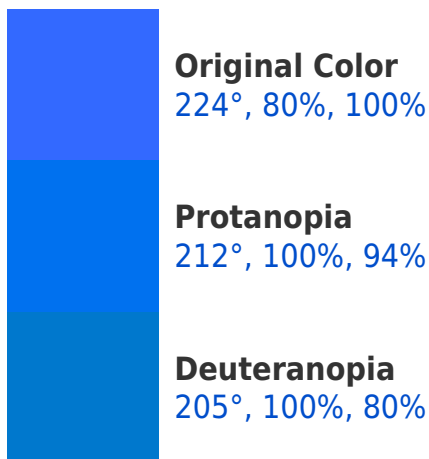 Original Color
224°, 80%, 100%
Protanopia
212°, 100%, 94%
Deuteranopia
205°, 100%, 80%